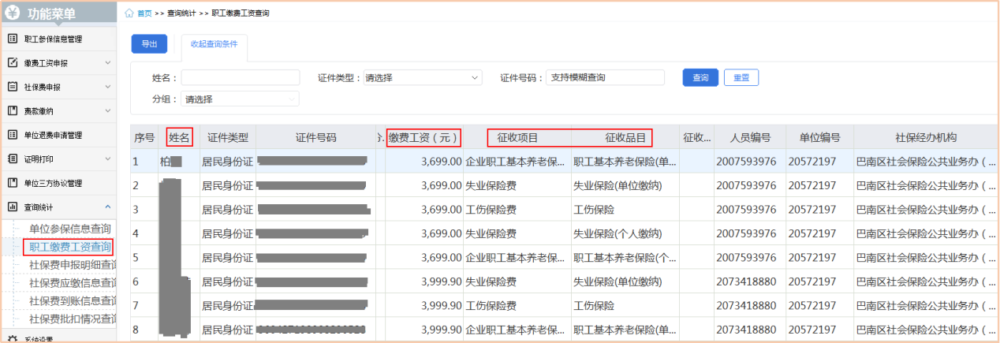 功能菜单
首页 >> 查询统计 >> 职工缴费工资查询
职工参保信息管理
缴费工资申报
社保费申报
费款缴纳
单位退费申请管理
证明打印
单位三方协议管理
查询统计
单位参保信息查询
职工缴费工资查询
社保费申报明细查询
社保费应缴信息查询
社保费到账信息查询
社保费批扣情况查询
系统设置
导出 收起查询条件
姓名： 证件类型： 请选择 证件号码： 支持模糊查询 查询 重置
分组： 请选择
序号 姓名 证件类型 证件号码 缴费工资（元） 征收项目 征收品目 征收... 人员编号 单位编号 社保经办机构
1 柏 居民身份证 3,699.00 企业职工基本养老保... 职工基本养老保险(单... 2007593976 20572197 巴南区社会保险公共业务办（...
2 居民身份证 3,699.00 失业保险费 失业保险(单位缴纳) 2007593976 20572197 巴南区社会保险公共业务办（...
3 居民身份证 3,699.00 工伤保险费 工伤保险 2007593976 20572197 巴南区社会保险公共业务办（...
4 居民身份证 3,699.00 失业保险费 失业保险(个人缴纳) 2007593976 20572197 巴南区社会保险公共业务办（...
5 居民身份证 3,699.00 企业职工基本养老保... 职工基本养老保险(个... 2007593976 20572197 巴南区社会保险公共业务办（...
6 居民身份证 3,999.90 失业保险费 失业保险(单位缴纳) 2073418880 20572197 巴南区社会保险公共业务办（...
7 居民身份证 3,999.90 工伤保险费 工伤保险 2073418880 20572197 巴南区社会保险公共业务办（...
8 居民身份证 3,999.90 企业职工基本养老保... 职工基本养老保险(单... 2073418880 20572197 巴南区社会保险公共业务办（...